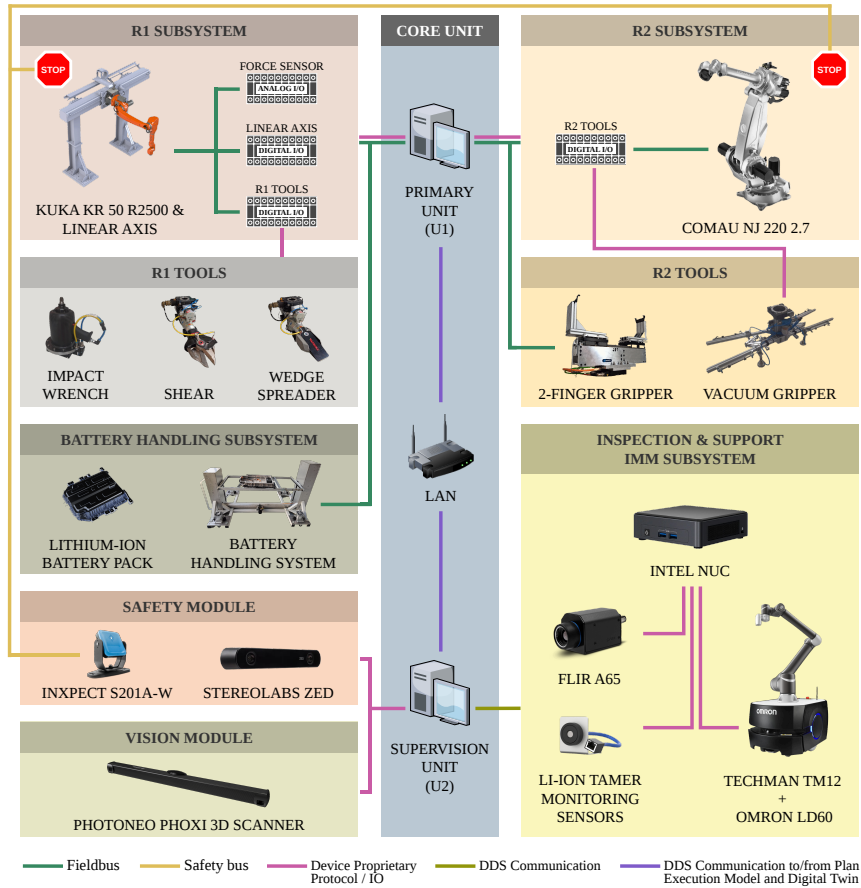 R1 SUBSYSTEM
STOP
FORCE SENSOR
ANALOG I/O
LINEAR AXIS
DIGITAL I/O
R1 TOOLS
DIGITAL I/O
KUKA KR 50 R2500 &
LINEAR AXIS
CORE UNIT
PRIMARY
UNIT
(U1)
R2 SUBSYSTEM
STOP
R2 TOOLS
DIGITAL I/O
COMAU NJ 220 2.7
R1 TOOLS
IMPACT
WRENCH
SHEAR
WEDGE
SPREADER
R2 TOOLS
2-FINGER GRIPPER
VACUUM GRIPPER
BATTERY HANDLING SUBSYSTEM
LITHIUM-ION
BATTERY PACK
BATTERY
HANDLING SYSTEM
LAN
INSPECTION & SUPPORT
IMM SUBSYSTEM
INTEL NUC
FLIR A65
OMRON
LI-ION TAMER
MONITORING
SENSORS
TECHMAN TM12
+
OMRON LD60
SAFETY MODULE
INXPECT S201A-W
STEREOLABS ZED
SUPERVISION
UNIT
(U2)
VISION MODULE
PHOTONEO PHOXI 3D SCANNER
Fieldbus
Safety bus
Device Proprietary
Protocol / IO
DDS Communication
DDS Communication to/from Plan
Execution Model and Digital Twin